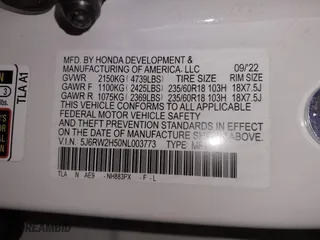 MFD. BY HONDA DEVELOPMENT &
MANUFACTURING OF AMERICA, LLC 09/'22
GVWR 2150KG( 4739LBS) TIRE SIZE RIM SIZE
GAWR F 1100KG( 2425LBS) 235/60R18 103H 18X7.5J
GAWR R 1075KG( 2369LBS) 235/60R18 103H 18X7.5J
THIS VEHICLE CONFORMS TO ALL APPLICABLE
FEDERAL MOTOR VEHICLE SAFETY
AND THEFT PREVENTION STANDARDS IN EFFECT
ON THE DATE OF MANUFACTURE SHOWN ABOVE.
V.I.N. 5J6RW2H50NL003773 TYPE
TLA N AE9 NH883PX F - L
TLA A1
3